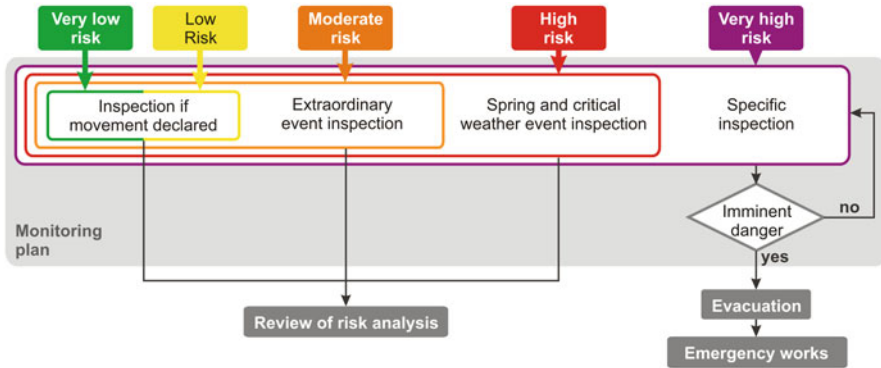 Very low
risk
Low
Risk
Moderate
risk
High
risk
Very high
risk
Inspection if
movement declared
Extraordinary
event inspection
Spring and critical
weather event inspection
Specific
inspection
Imminent
danger
no
yes
Monitoring
plan
Review of risk analysis
Evacuation
Emergency works